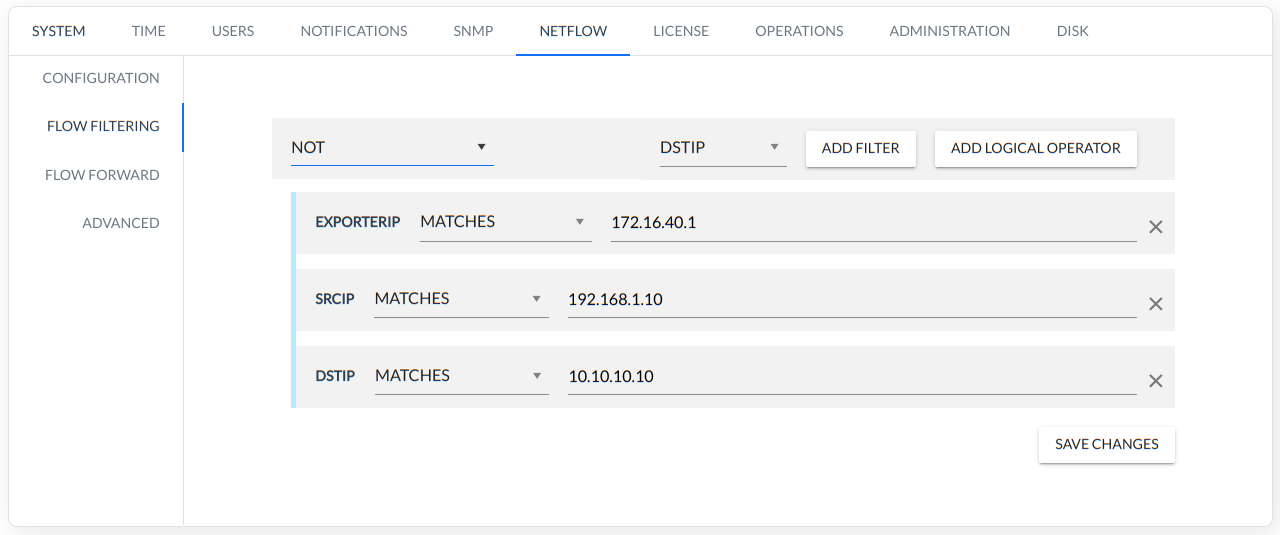 SYSTEM TIME USERS NOTIFICATIONS SNMP NETFLOW LICENSE OPERATIONS ADMINISTRATION DISK
CONFIGURATION
FLOW FILTERING
FLOW FORWARD
ADVANCED
NOT DSTIP ADD FILTER ADD LOGICAL OPERATOR
EXPORTERIP MATCHES 172.16.40.1
SRCIP MATCHES 192.168.1.10
DSTIP MATCHES 10.10.10.10
SAVE CHANGES